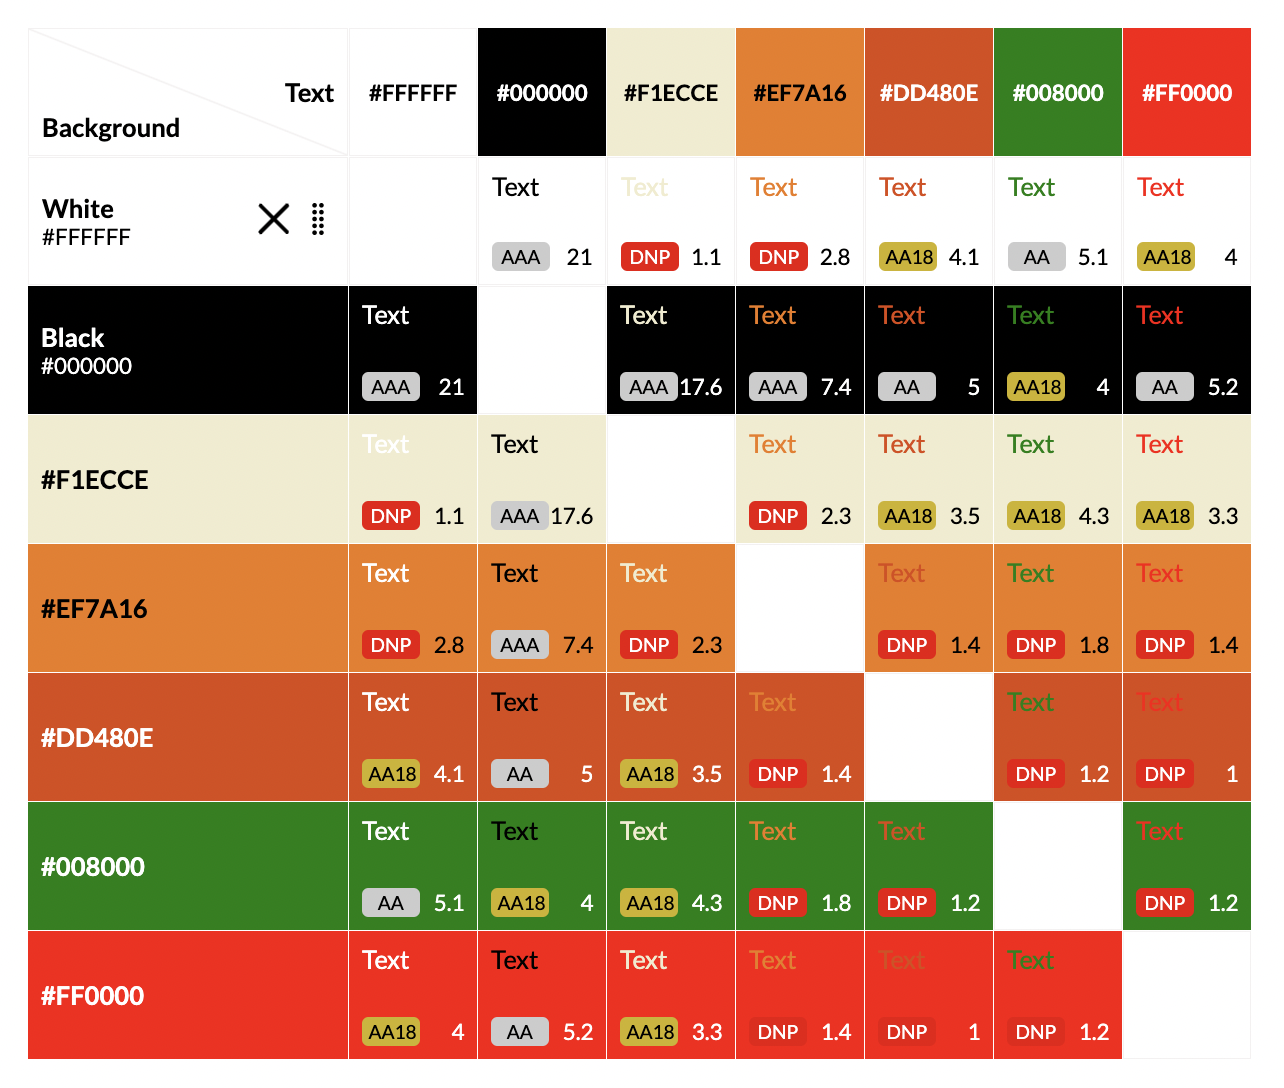 Text
Background
#FFFFFF #000000 #F1ECCE #EF7A16 #DD480E #008000 #FF0000
White
#FFFFFF
Text Text Text Text Text Text
AAA 21 DNP 1.1 DNP 2.8 AA18 4.1 AA 5.1 AA18 4
Black
#000000
Text Text Text Text Text Text
AAA 21 AAA 17.6 AAA 7.4 AA 5 AA18 4 AA 5.2
#F1ECCE
Text Text Text Text Text Text
DNP 1.1 AAA 17.6 DNP 2.3 AA18 3.5 AA18 4.3 AA18 3.3
#EF7A16
Text Text Text Text Text Text
DNP 2.8 AAA 7.4 DNP 2.3 DNP 1.4 DNP 1.8 DNP 1.4
#DD480E
Text Text Text Text Text Text
AA18 4.1 AA 5 AA18 3.5 DNP 1.4 DNP 1.2 DNP 1
#008000
Text Text Text Text Text Text
AA 5.1 AA18 4 AA18 4.3 DNP 1.8 DNP 1.2 DNP 1.2
#FF0000
Text Text Text Text Text Text
AA18 4 AA 5.2 AA18 3.3 DNP 1.4 DNP 1 DNP 1.2